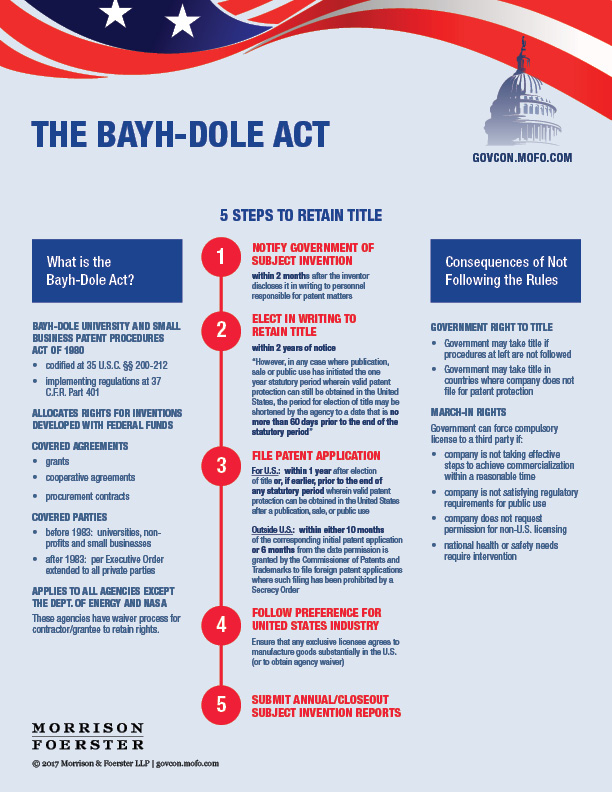 THE BAYH-DOLE ACT
GOVCON.MOFO.COM
5 STEPS TO RETAIN TITLE
What is the
Bayh-Dole Act?
BAYH-DOLE UNIVERSITY AND SMALL
BUSINESS PATENT PROCEDURES
ACT OF 1980
• codified at 35 U.S.C. §§ 200-212
• implementing regulations at 37
C.F.R. Part 401
ALLOCATES RIGHTS FOR INVENTIONS
DEVELOPED WITH FEDERAL FUNDS
COVERED AGREEMENTS
• grants
• cooperative agreements
• procurement contracts
COVERED PARTIES
• before 1983: universities, non-
profits and small businesses
• after 1983: per Executive Order
extended to all private parties
APPLIES TO ALL AGENCIES EXCEPT
THE DEPT. OF ENERGY AND NASA
These agencies have waiver process for
contractor/grantee to retain rights.
1
NOTIFY GOVERNMENT OF
SUBJECT INVENTION
within 2 months after the inventor
discloses it in writing to personnel
responsible for patent matters
2
ELECT IN WRITING TO
RETAIN TITLE
within 2 years of notice
"However, in any case where publication,
sale or public use has initiated the one
year statutory period wherein valid patent
protection can still be obtained in the United
States, the period for election of title may be
shortened by the agency to a date that is no
more than 60 days prior to the end of the
statutory period"
3
FILE PATENT APPLICATION
For U.S.: within 1 year after election
of title or, if earlier, prior to the end of
any statutory period wherein valid patent
protection can be obtained in the United States
after a publication, sale, or public use
Outside U.S.: within either 10 months
of the corresponding initial patent application
or 6 months from the date permission is
granted by the Commissioner of Patents and
Trademarks to file foreign patent applications
where such filing has been prohibited by a
Secrecy Order
4
FOLLOW PREFERENCE FOR
UNITED STATES INDUSTRY
Ensure that any exclusive licensee agrees to
manufacture goods substantially in the U.S.
(or to obtain agency waiver)
5
SUBMIT ANNUAL/CLOSEOUT
SUBJECT INVENTION REPORTS
Consequences of Not
Following the Rules
GOVERNMENT RIGHT TO TITLE
• Government may take title if
procedures at left are not followed
• Government may take title in
countries where company does not
file for patent protection
MARCH-IN RIGHTS
Government can force compulsory
license to a third party if:
• company is not taking effective
steps to achieve commercialization
within a reasonable time
• company is not satisfying regulatory
requirements for public use
• company does not request
permission for non-U.S. licensing
• national health or safety needs
require intervention
MORRISON
FOERSTER
© 2017 Morrison & Foerster LLP | govcon.mofo.com